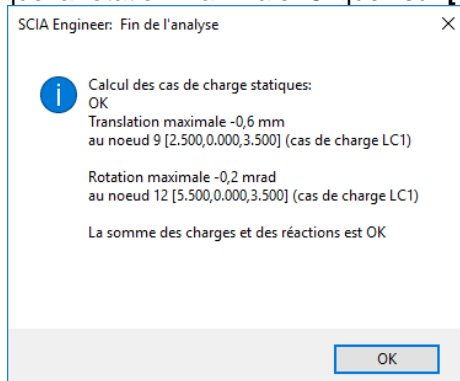 SCIA Engineer: Fin de l'analyse
Calcul des cas de charge statiques:
OK
Translation maximale -0,6 mm
au noeud 9 [2.500,0.000,3.500] (cas de charge LC1)
Rotation maximale -0,2 mrad
au noeud 12 [5.500,0.000,3.500] (cas de charge LC1)
La somme des charges et des réactions est OK
OK